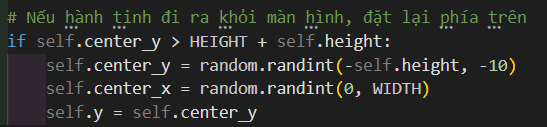 # Nếu hành tinh đi ra khỏi màn hình, đặt lại phía trên
if self.center_y > HEIGHT + self.height:
    self.center_y = random.randint(-self.height, -10)
    self.center_x = random.randint(0, WIDTH)
    self.y = self.center_y